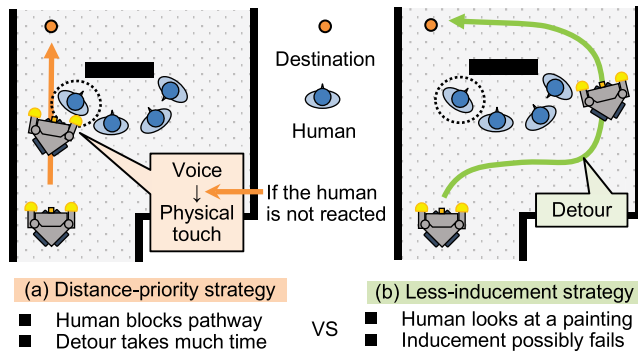 Destination
Human
Voice
↓
Physical
touch
If the human
is not reacted
Detour
(a) Distance-priority strategy
Human blocks pathway
Detour takes much time
VS
(b) Less-inducement strategy
Human looks at a painting
Inducement possibly fails